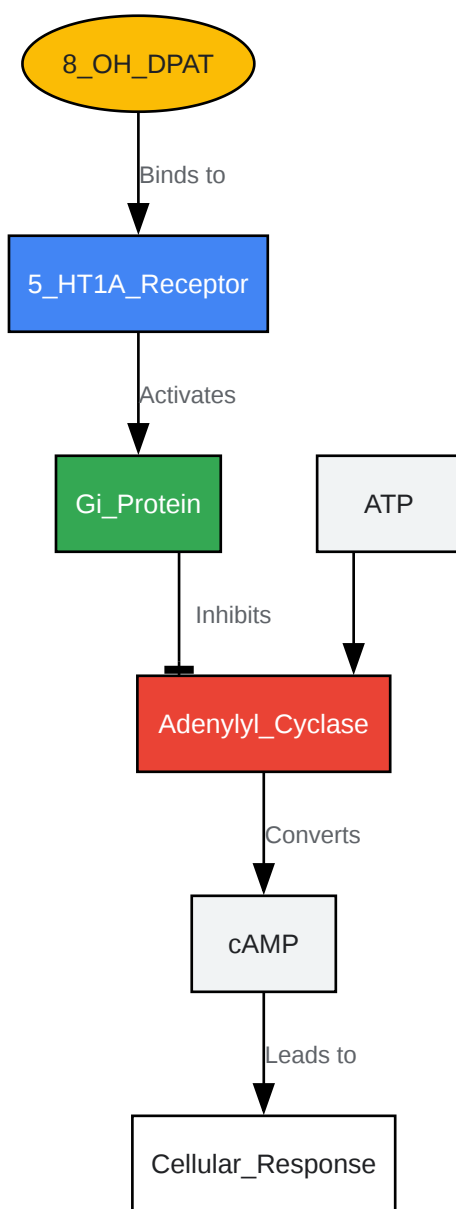 8_OH_DPAT
Binds to
5_HT1A_Receptor
Activates
Gi_Protein
ATP
Inhibits
Adenylyl_Cyclase
Converts
cAMP
Leads to
Cellular_Response